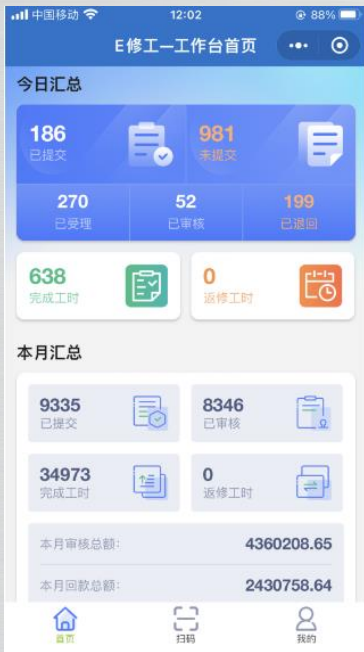 中国移动 12:02 88%
E修工—工作台首页
今日汇总
186 981
已提交 未提交
270 52 199
已受理 已审核 已退回
638 0
完成工时 返修工时
本月汇总
9335 8346
已提交 已审核
34973 0
完成工时 返修工时
本月审核总额: 4360208.65
本月回款总额: 2430758.64
首页 扫码 我的